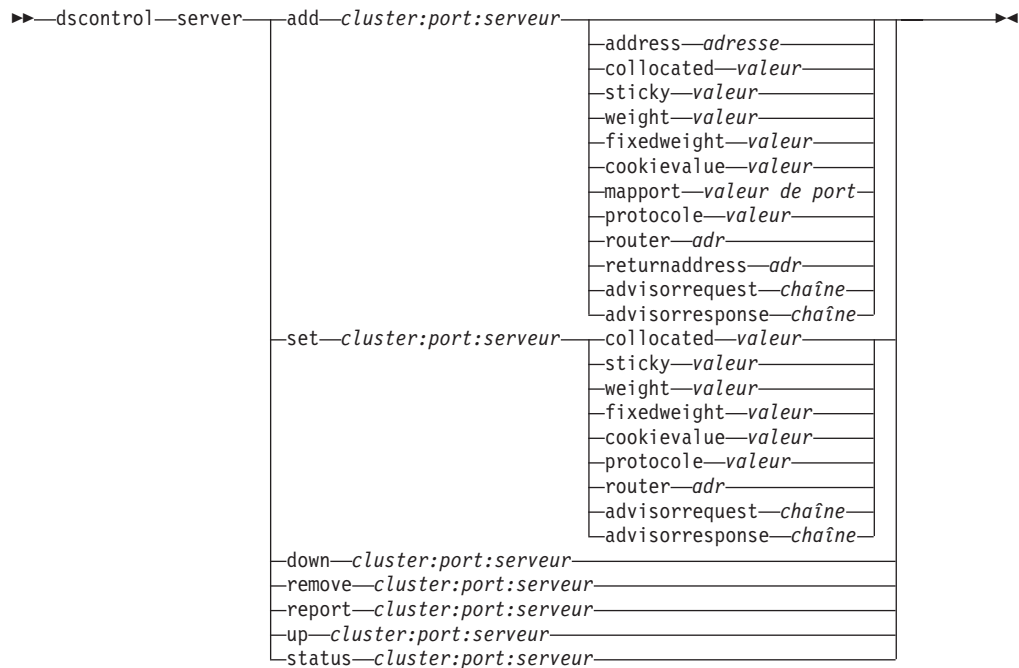 dscontrol server add cluster:port:serveur
address adresse
collocated valeur
sticky valeur
weight valeur
fixedweight valeur
cookievalue valeur
mapport valeur de port
protocole valeur
router adr
returnaddress adr
advisorrequest chaîne
advisorresponse chaîne
set cluster:port:serveur collocated valeur
sticky valeur
weight valeur
fixedweight valeur
cookievalue valeur
protocole valeur
router adr
advisorrequest chaîne
advisorresponse chaîne
down cluster:port:serveur
remove cluster:port:serveur
report cluster:port:serveur
up cluster:port:serveur
status cluster:port:serveur